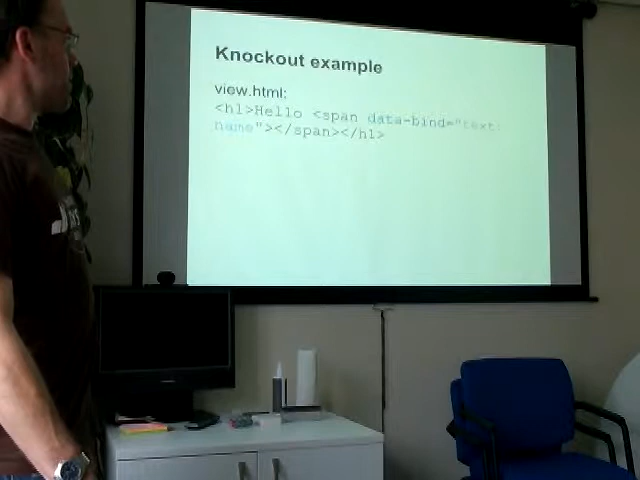 Knockout example
view.html:
<h1>Hello <span data-bind="text:
name"></span></h1>